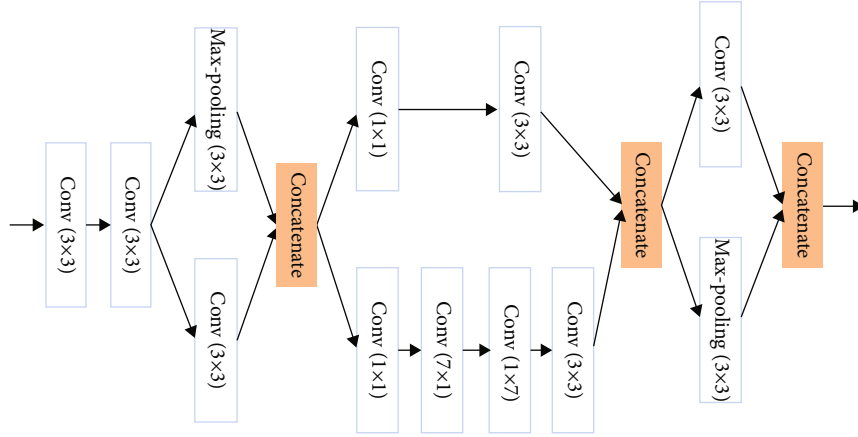 Conv (3×3)
Conv (3×3)
Max-pooling (3×3)
Conv (3×3)
Concatenate
Conv (1×1)
Conv (3×3)
Conv (1×1)
Conv (7×1)
Conv (1×7)
Conv (3×3)
Concatenate
Conv (3×3)
Max-pooling (3×3)
Concatenate